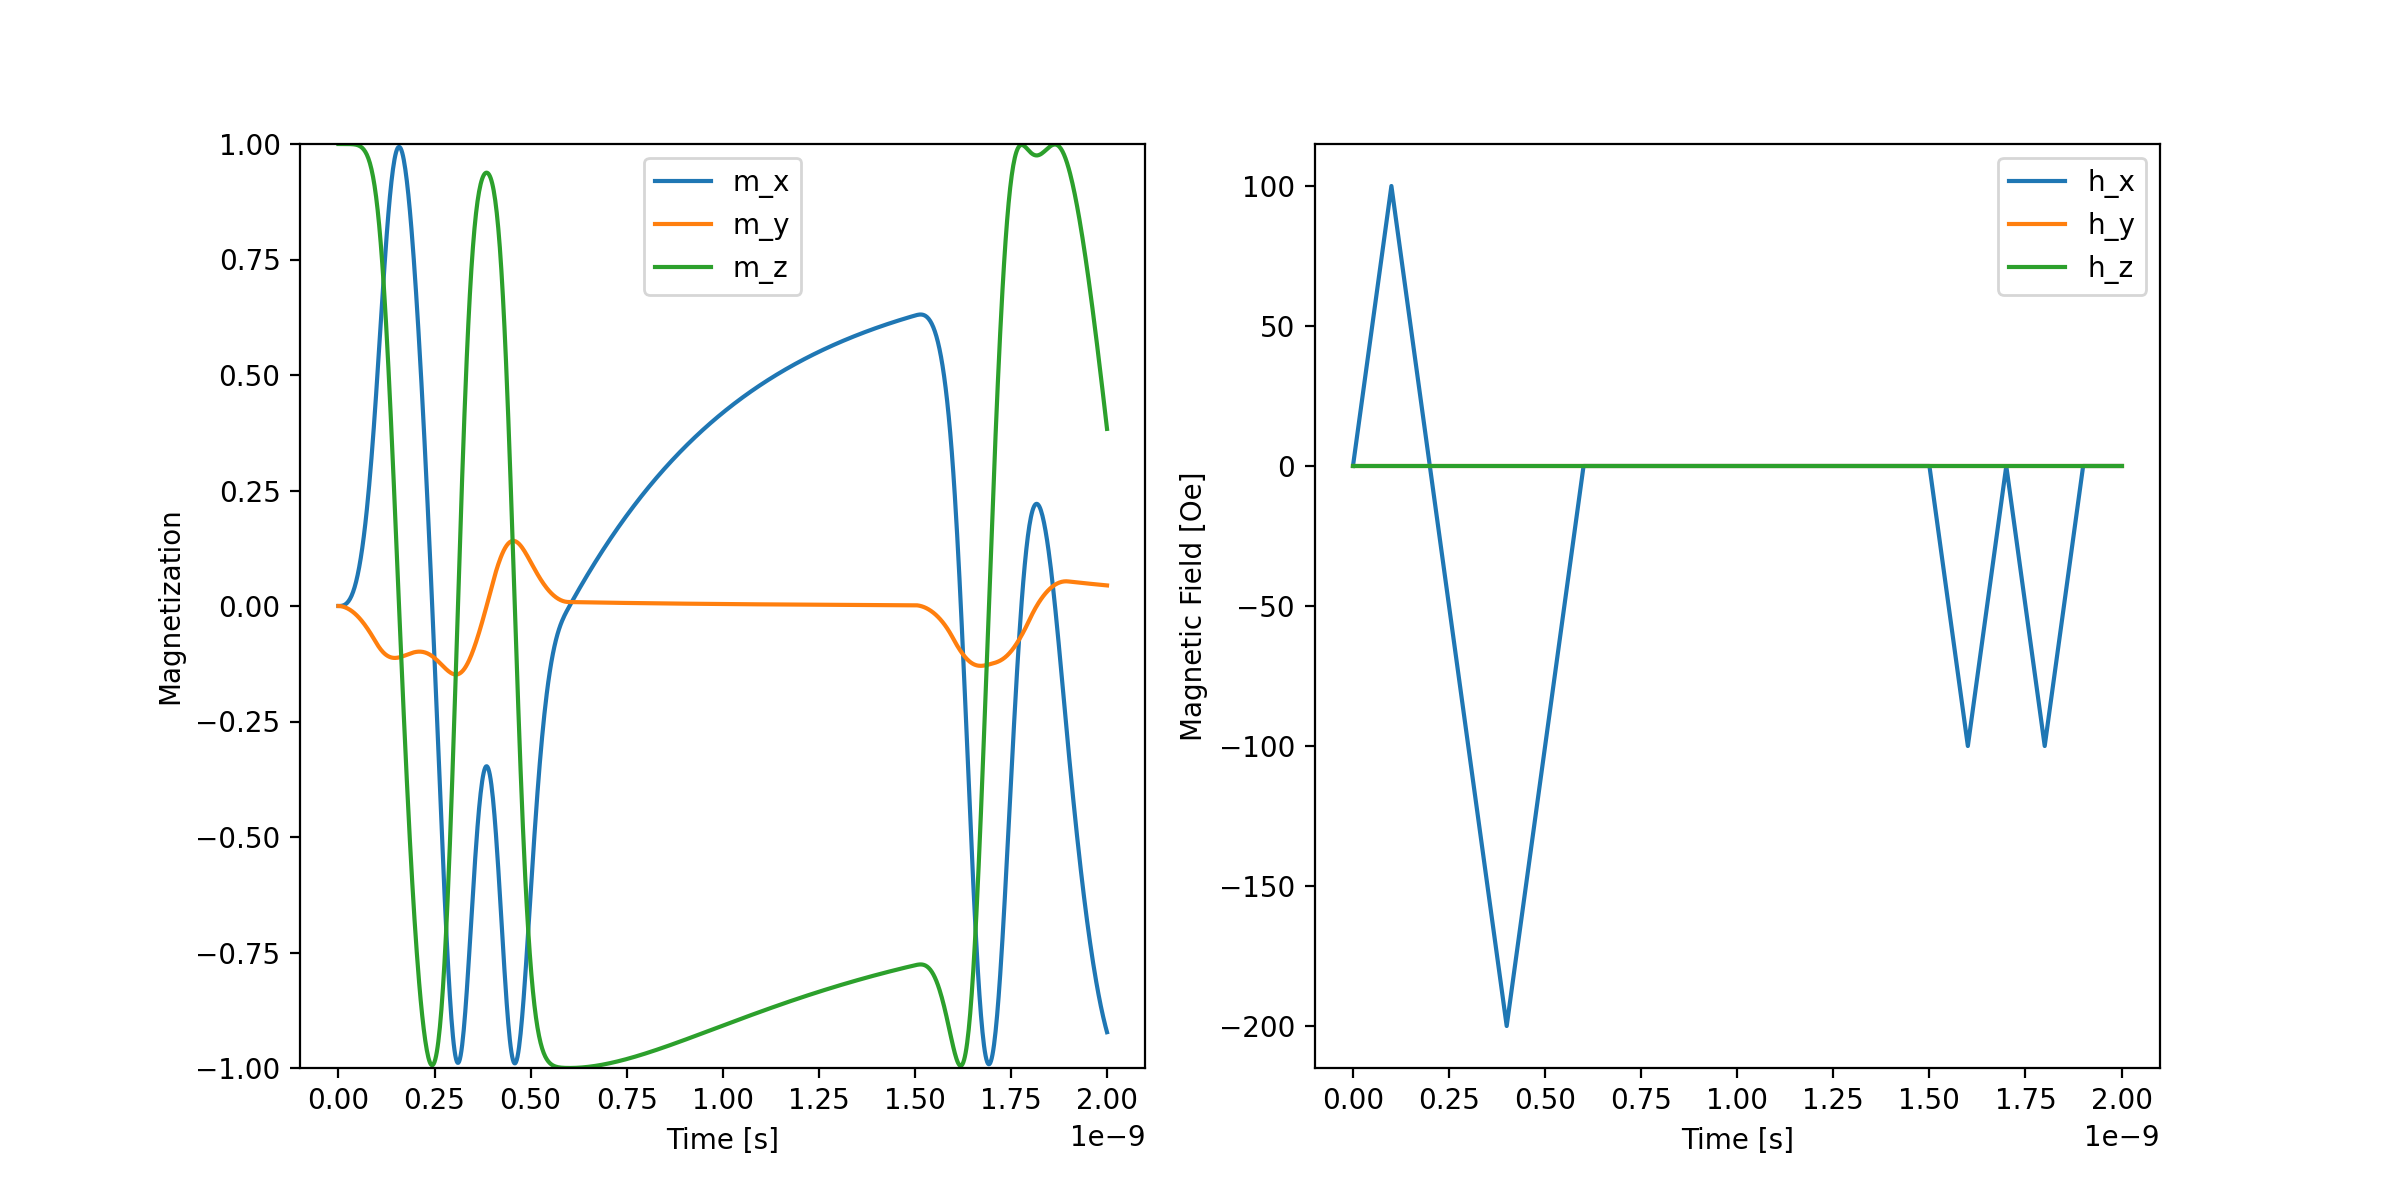 Magnetization
1.00
0.75
0.50
0.25
0.00
−0.25
−0.50
−0.75
−1.00
m_x
m_y
m_z
0.00 0.25 0.50 0.75 1.00 1.25 1.50 1.75 2.00
Time [s]
1e−9
Magnetic Field [Oe]
100
50
0
−50
−100
−150
−200
h_x
h_y
h_z
0.00 0.25 0.50 0.75 1.00 1.25 1.50 1.75 2.00
Time [s]
1e−9